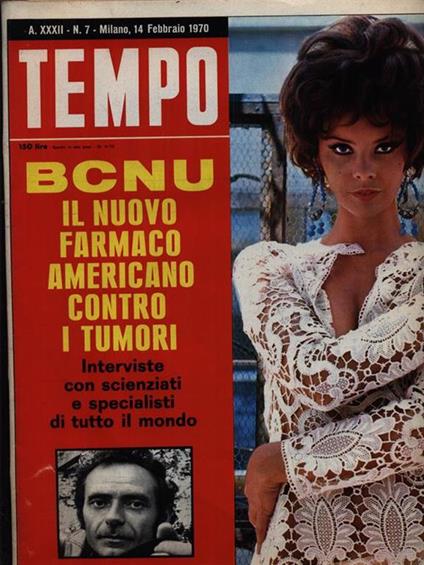 A. XXXII - N. 7 - Milano, 14 Febbraio 1970
TEMPO
150 lire
BCNU
IL NUOVO
FARMACO
AMERICANO
CONTRO
I TUMORI
Interviste
con scienziati
e specialisti
di tutto il mondo